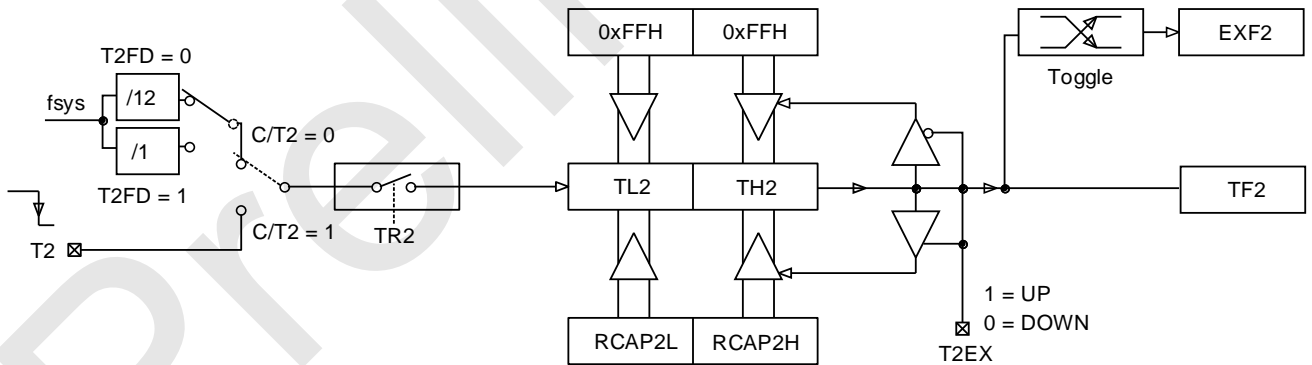 0xFFH 0xFFH
EXF2
Toggle
T2FD = 0
/12
fsys
/1
T2FD = 1
C/T2 = 0
C/T2 = 1
T2
TR2
TL2 TH2
TF2
RCAP2L RCAP2H
1 = UP
0 = DOWN
T2EX
Preli